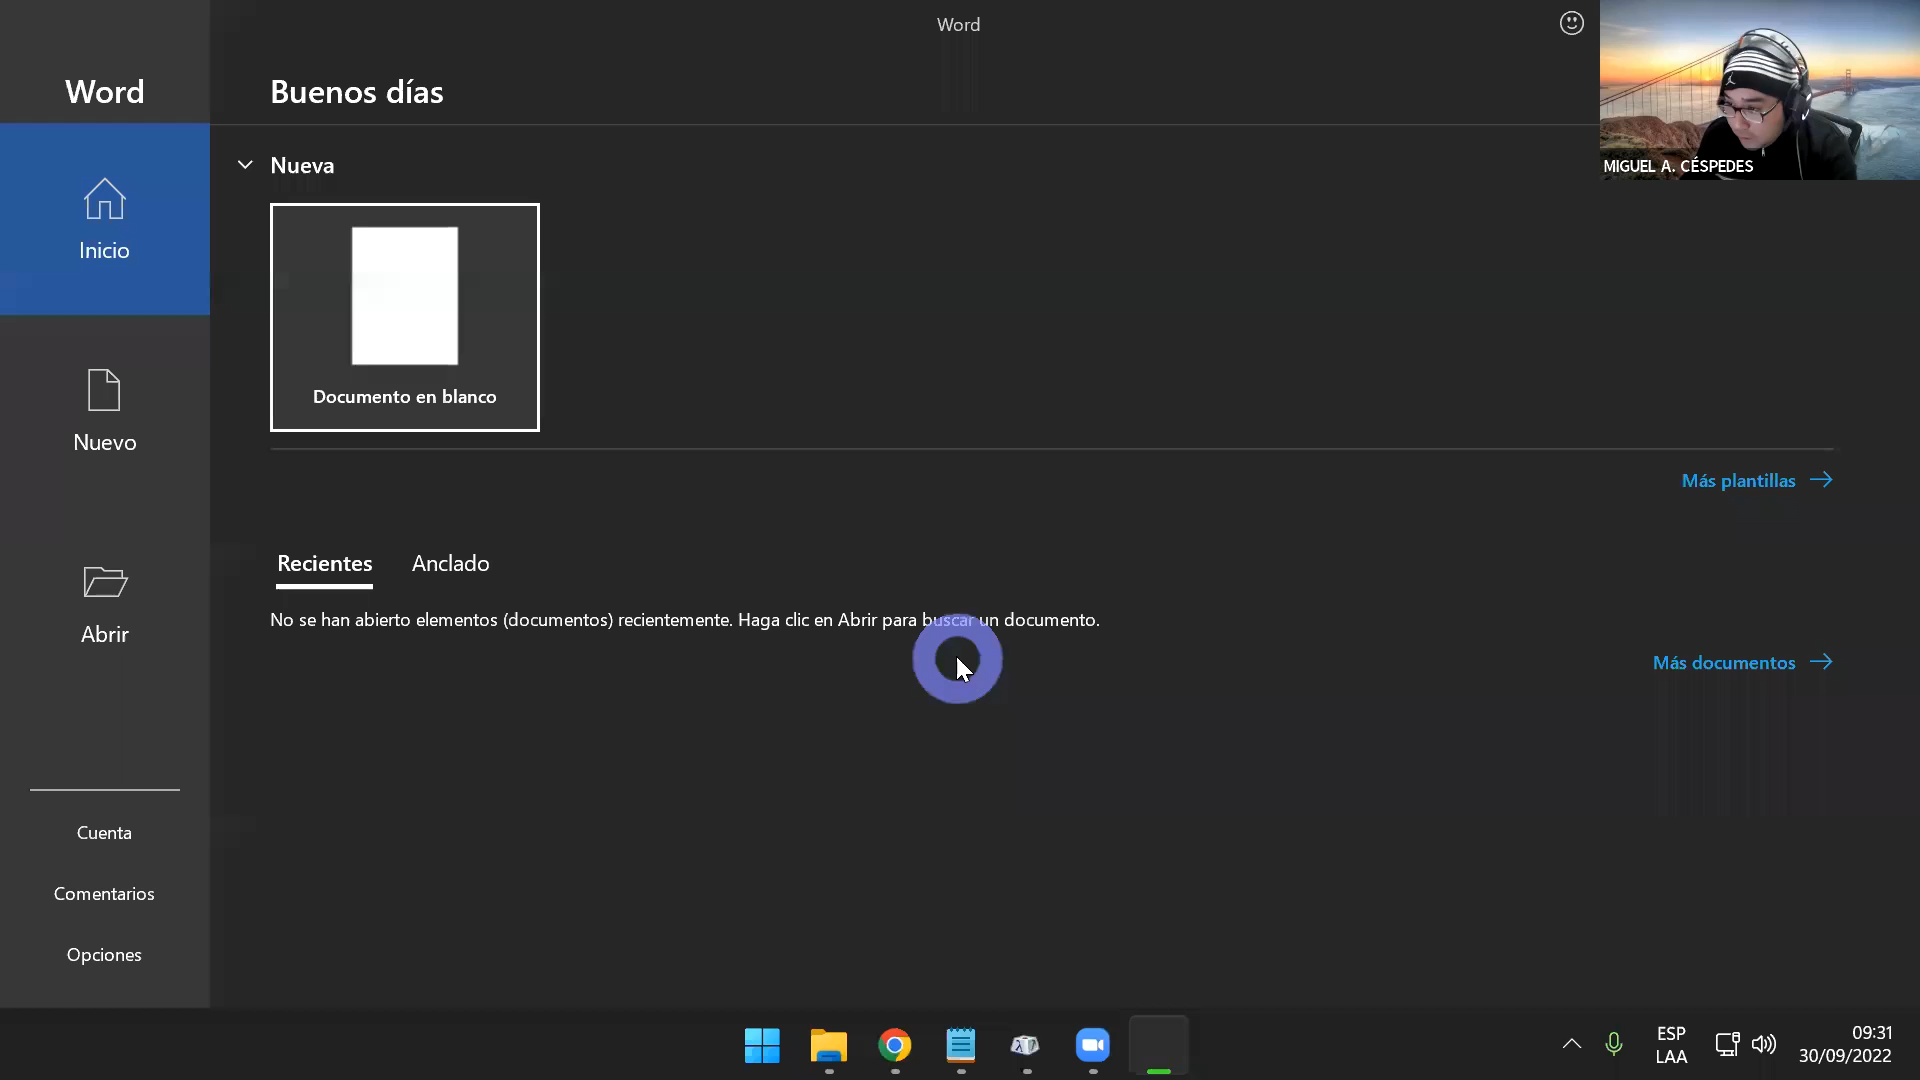 Word
MIGUEL A. CÉSPEDES
Word
Buenos días
Inicio
Nuevo
Abrir
Cuenta
Comentarios
Opciones
Nueva
Documento en blanco
Más plantillas
Recientes
Anclado
No se han abierto elementos (documentos) recientemente. Haga clic en Abrir para buscar un documento.
Más documentos
ESP
LAA
09:31
30/09/2022